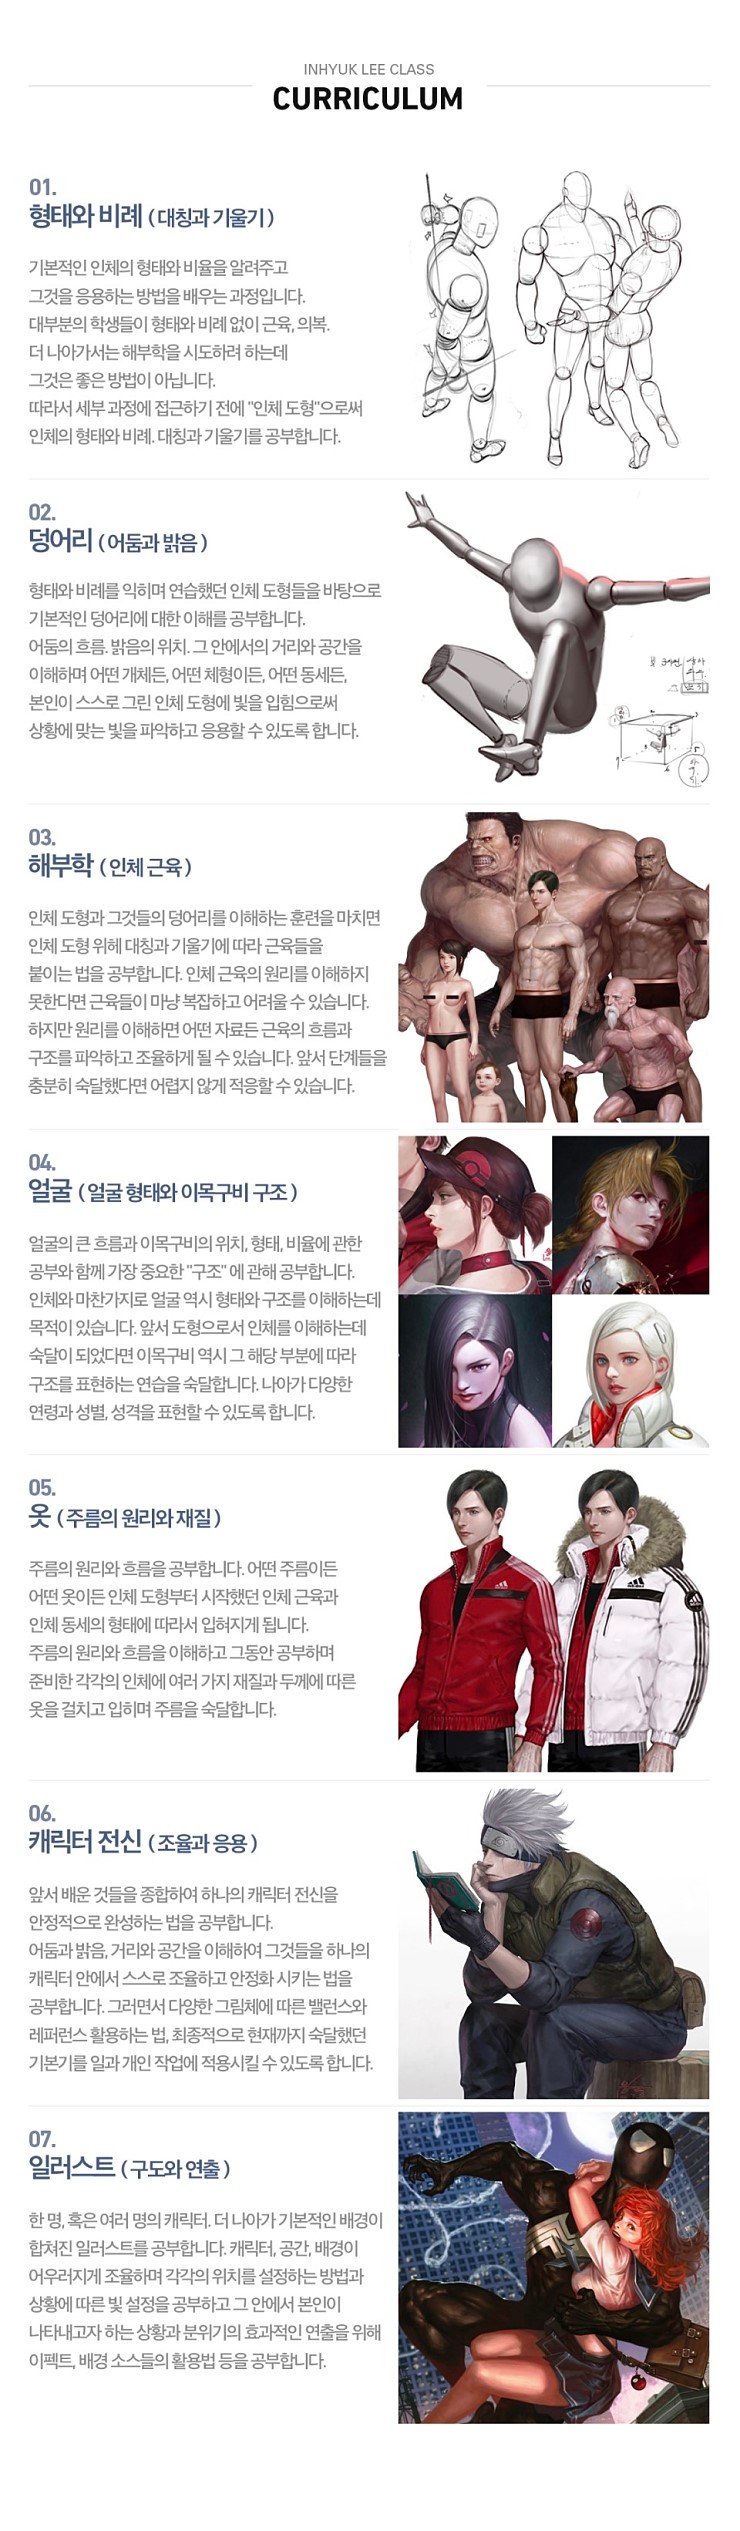 INHYUK LEE CLASS
CURRICULUM
01.
형태와 비례 ( 대칭과 기울기 )
기본적인 인체의 형태와 비율을 알려주고
그것을 응용하는 방법을 배우는 과정입니다.
대부분의 학생들이 형태와 비례 없이 근육, 의복.
더 나아가서는 해부학을 시도하려 하는데
그것은 좋은 방법이 아닙니다.
따라서 세부 과정에 접근하기 전에 "인체 도형"으로써
인체의 형태와 비례. 대칭과 기울기를 공부합니다.
02.
덩어리 ( 어둠과 밝음 )
형태와 비례를 익히며 연습했던 인체 도형들을 바탕으로
기본적인 덩어리에 대한 이해를 공부합니다.
어둠의 흐름. 밝음의 위치. 그 안에서의 거리와 공간을
이해하며 어떤 개체든, 어떤 체형이든, 어떤 동세든,
본인이 스스로 그린 인체 도형에 빛을 입힘으로써
상황에 맞는 빛을 파악하고 응용할 수 있도록 합니다.
03.
해부학 ( 인체 근육 )
인체 도형과 그것들의 덩어리를 이해하는 훈련을 마치면
인체 도형 위헤 대칭과 기울기에 따라 근육들을
붙이는 법을 공부합니다. 인체 근육의 원리를 이해하지
못한다면 근육들이 마냥 복잡하고 어려울 수 있습니다.
하지만 원리를 이해하면 어떤 자료든 근육의 흐름과
구조를 파악하고 조율하게 될 수 있습니다. 앞서 단계들을
충분히 숙달했다면 어렵지 않게 적응할 수 있습니다.
04.
얼굴 ( 얼굴 형태와 이목구비 구조 )
얼굴의 큰 흐름과 이목구비의 위치, 형태, 비율에 관한
공부와 함께 가장 중요한 "구조" 에 관해 공부합니다.
인체와 마찬가지로 얼굴 역시 형태와 구조를 이해하는데
목적이 있습니다. 앞서 도형으로서 인체를 이해하는데
숙달이 되었다면 이목구비 역시 그 해당 부분에 따라
구조를 표현하는 연습을 숙달합니다. 나아가 다양한
연령과 성별, 성격을 표현할 수 있도록 합니다.
05.
옷 ( 주름의 원리와 재질 )
주름의 원리와 흐름을 공부합니다. 어떤 주름이든
어떤 옷이든 인체 도형부터 시작했던 인체 근육과
인체 동세의 형태에 따라서 입혀지게 됩니다.
주름의 원리와 흐름을 이해하고 그동안 공부하며
준비한 각각의 인체에 여러 가지 재질과 두께에 따른
옷을 걸치고 입히며 주름을 숙달합니다.
06.
캐릭터 전신 ( 조율과 응용 )
앞서 배운 것들을 종합하여 하나의 캐릭터 전신을
안정적으로 완성하는 법을 공부합니다.
어둠과 밝음, 거리와 공간을 이해하여 그것들을 하나의
캐릭터 안에서 스스로 조율하고 안정화 시키는 법을
공부합니다. 그러면서 다양한 그림체에 따른 밸런스와
레퍼런스 활용하는 법, 최종적으로 현재까지 숙달했던
기본기를 일과 개인 작업에 적용시킬 수 있도록 합니다.
07.
일러스트 ( 구도와 연출 )
한 명, 혹은 여러 명의 캐릭터. 더 나아가 기본적인 배경이
합쳐진 일러스트를 공부합니다. 캐릭터, 공간, 배경이
어우러지게 조율하며 각각의 위치를 설정하는 방법과
상황에 따른 빛 설정을 공부하고 그 안에서 본인이
나타내고자 하는 상황과 분위기의 효과적인 연출을 위해
이펙트, 배경 소스들의 활용법 등을 공부합니다.